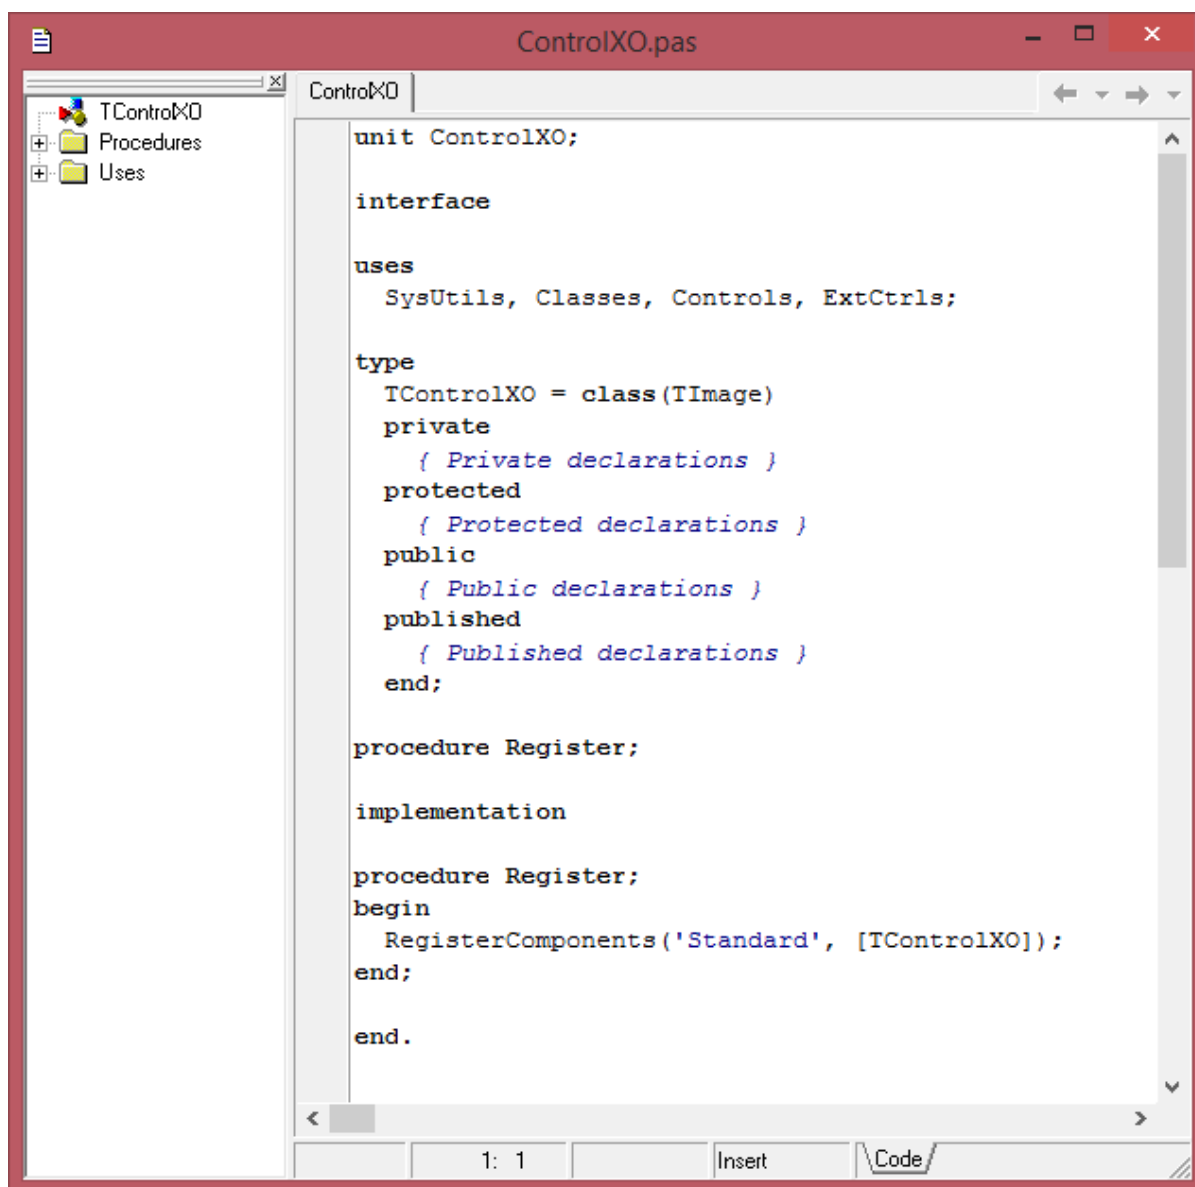 ControlXO.pas
TControlXO
Procedures
Uses
ControlXO
unit ControlXO;
interface
uses
SysUtils, Classes, Controls, ExtCtrls;
type
TControlXO = class(TImage)
private
{ Private declarations }
protected
{ Protected declarations }
public
{ Public declarations }
published
{ Published declarations }
end;
procedure Register;
implementation
procedure Register;
begin
RegisterComponents('Standard', [TControlXO]);
end;
end.
1: 1
Insert
Code